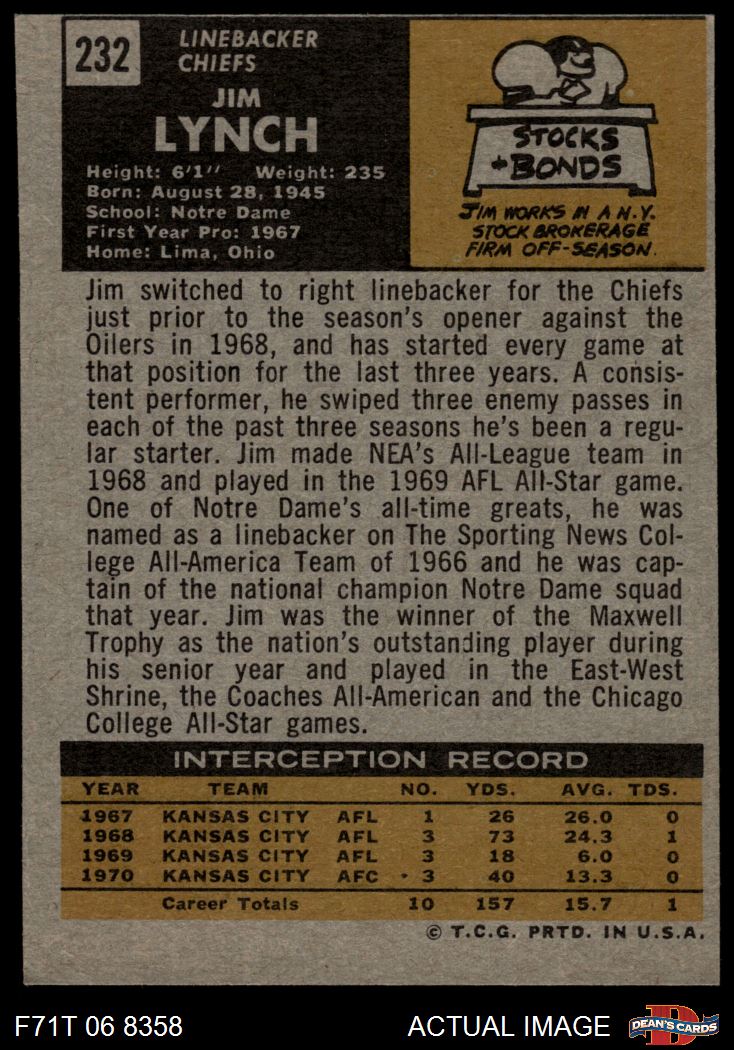 232
LINEBACKER
CHIEFS
JIM
LYNCH
Height: 6'1" Weight: 235
Born: August 28, 1945
School: Notre Dame
First Year Pro: 1967
Home: Lima, Ohio
STOCKS
+BONDS
JIM WORKS IN A N.Y.
STOCK BROKERAGE
FIRM OFF-SEASON.
Jim switched to right linebacker for the Chiefs
just prior to the season's opener against the
Oilers in 1968, and has started every game at
that position for the last three years. A consis-
tent performer, he swiped three enemy passes in
each of the past three seasons he's been a regu-
lar starter. Jim made NEA's All-League team in
1968 and played in the 1969 AFL All-Star game.
One of Notre Dame's all-time greats, he was
named as a linebacker on The Sporting News Col-
lege All-America Team of 1966 and he was cap-
tain of the national champion Notre Dame squad
that year. Jim was the winner of the Maxwell
Trophy as the nation's outstanding player during
his senior year and played in the East-West
Shrine, the Coaches All-American and the Chicago
College All-Star games.
INTERCEPTION RECORD
YEAR TEAM NO. YDS. AVG. TDS.
1967 KANSAS CITY AFL 1 26 26.0 0
1968 KANSAS CITY AFL 3 73 24.3 1
1969 KANSAS CITY AFL 3 18 6.0 0
1970 KANSAS CITY AFC 3 40 13.3 0
Career Totals 10 157 15.7 1
© T.C.G. PRTD. IN U.S.A.
F71T 06 8358 ACTUAL IMAGE
D
DEAN'S CARDS